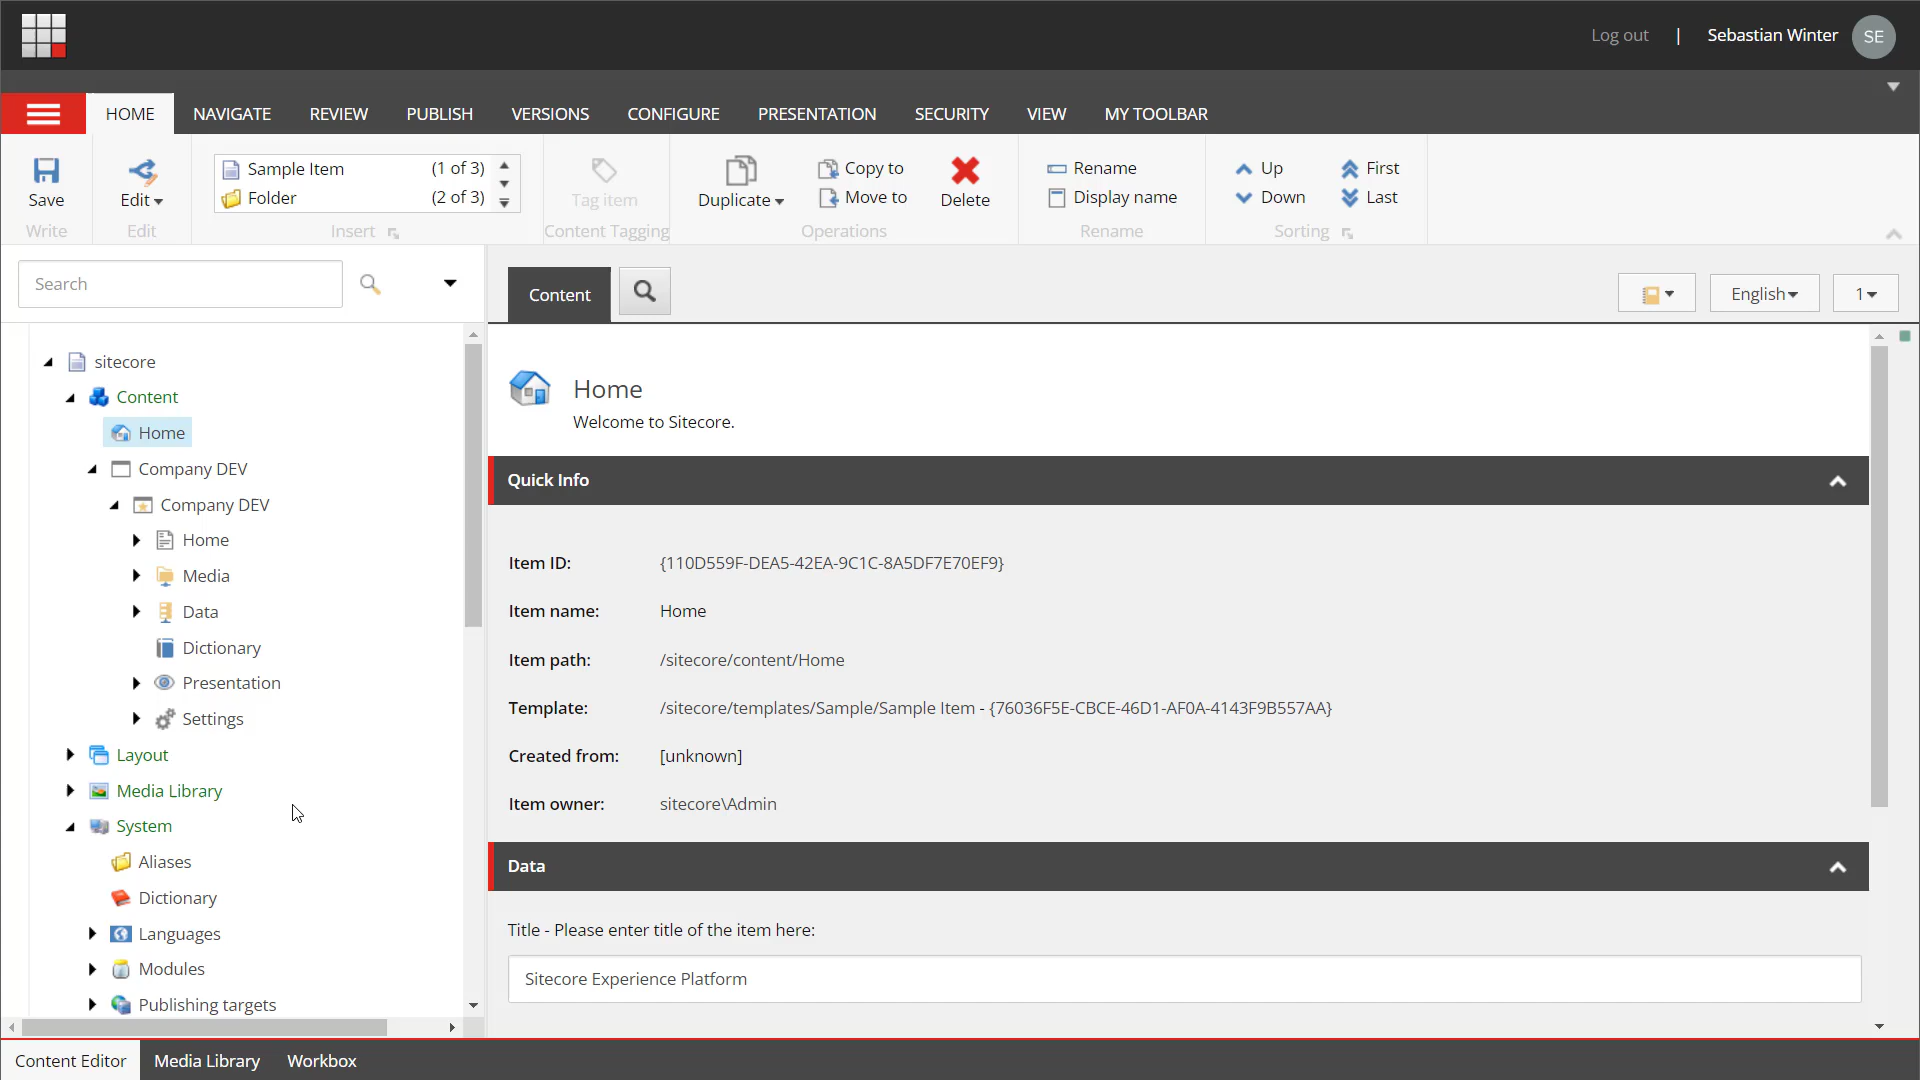 Log out | Sebastian Winter SE
HOME NAVIGATE REVIEW PUBLISH VERSIONS CONFIGURE PRESENTATION SECURITY VIEW MY TOOLBAR
Save
Write
Edit
Edit
Sample Item (1 of 3)
Folder (2 of 3)
Insert
Tag item
Content Tagging
Duplicate
Copy to
Move to
Delete
Operations
Rename
Display name
Rename
Up
Down
First
Last
Sorting
Search
sitecore
Content
Home
Company DEV
Company DEV
Home
Media
Data
Dictionary
Presentation
Settings
Layout
Media Library
System
Aliases
Dictionary
Languages
Modules
Publishing targets
Content
English
1
Home
Welcome to Sitecore.
Quick Info
Item ID: {110D559F-DEA5-42EA-9C1C-8A5DF7E70EF9}
Item name: Home
Item path: /sitecore/content/Home
Template: /sitecore/templates/Sample/Sample Item - {76036F5E-CBCE-46D1-AF0A-4143F9B557AA}
Created from: [unknown]
Item owner: sitecore\Admin
Data
Title - Please enter title of the item here:
Sitecore Experience Platform
Content Editor Media Library Workbox